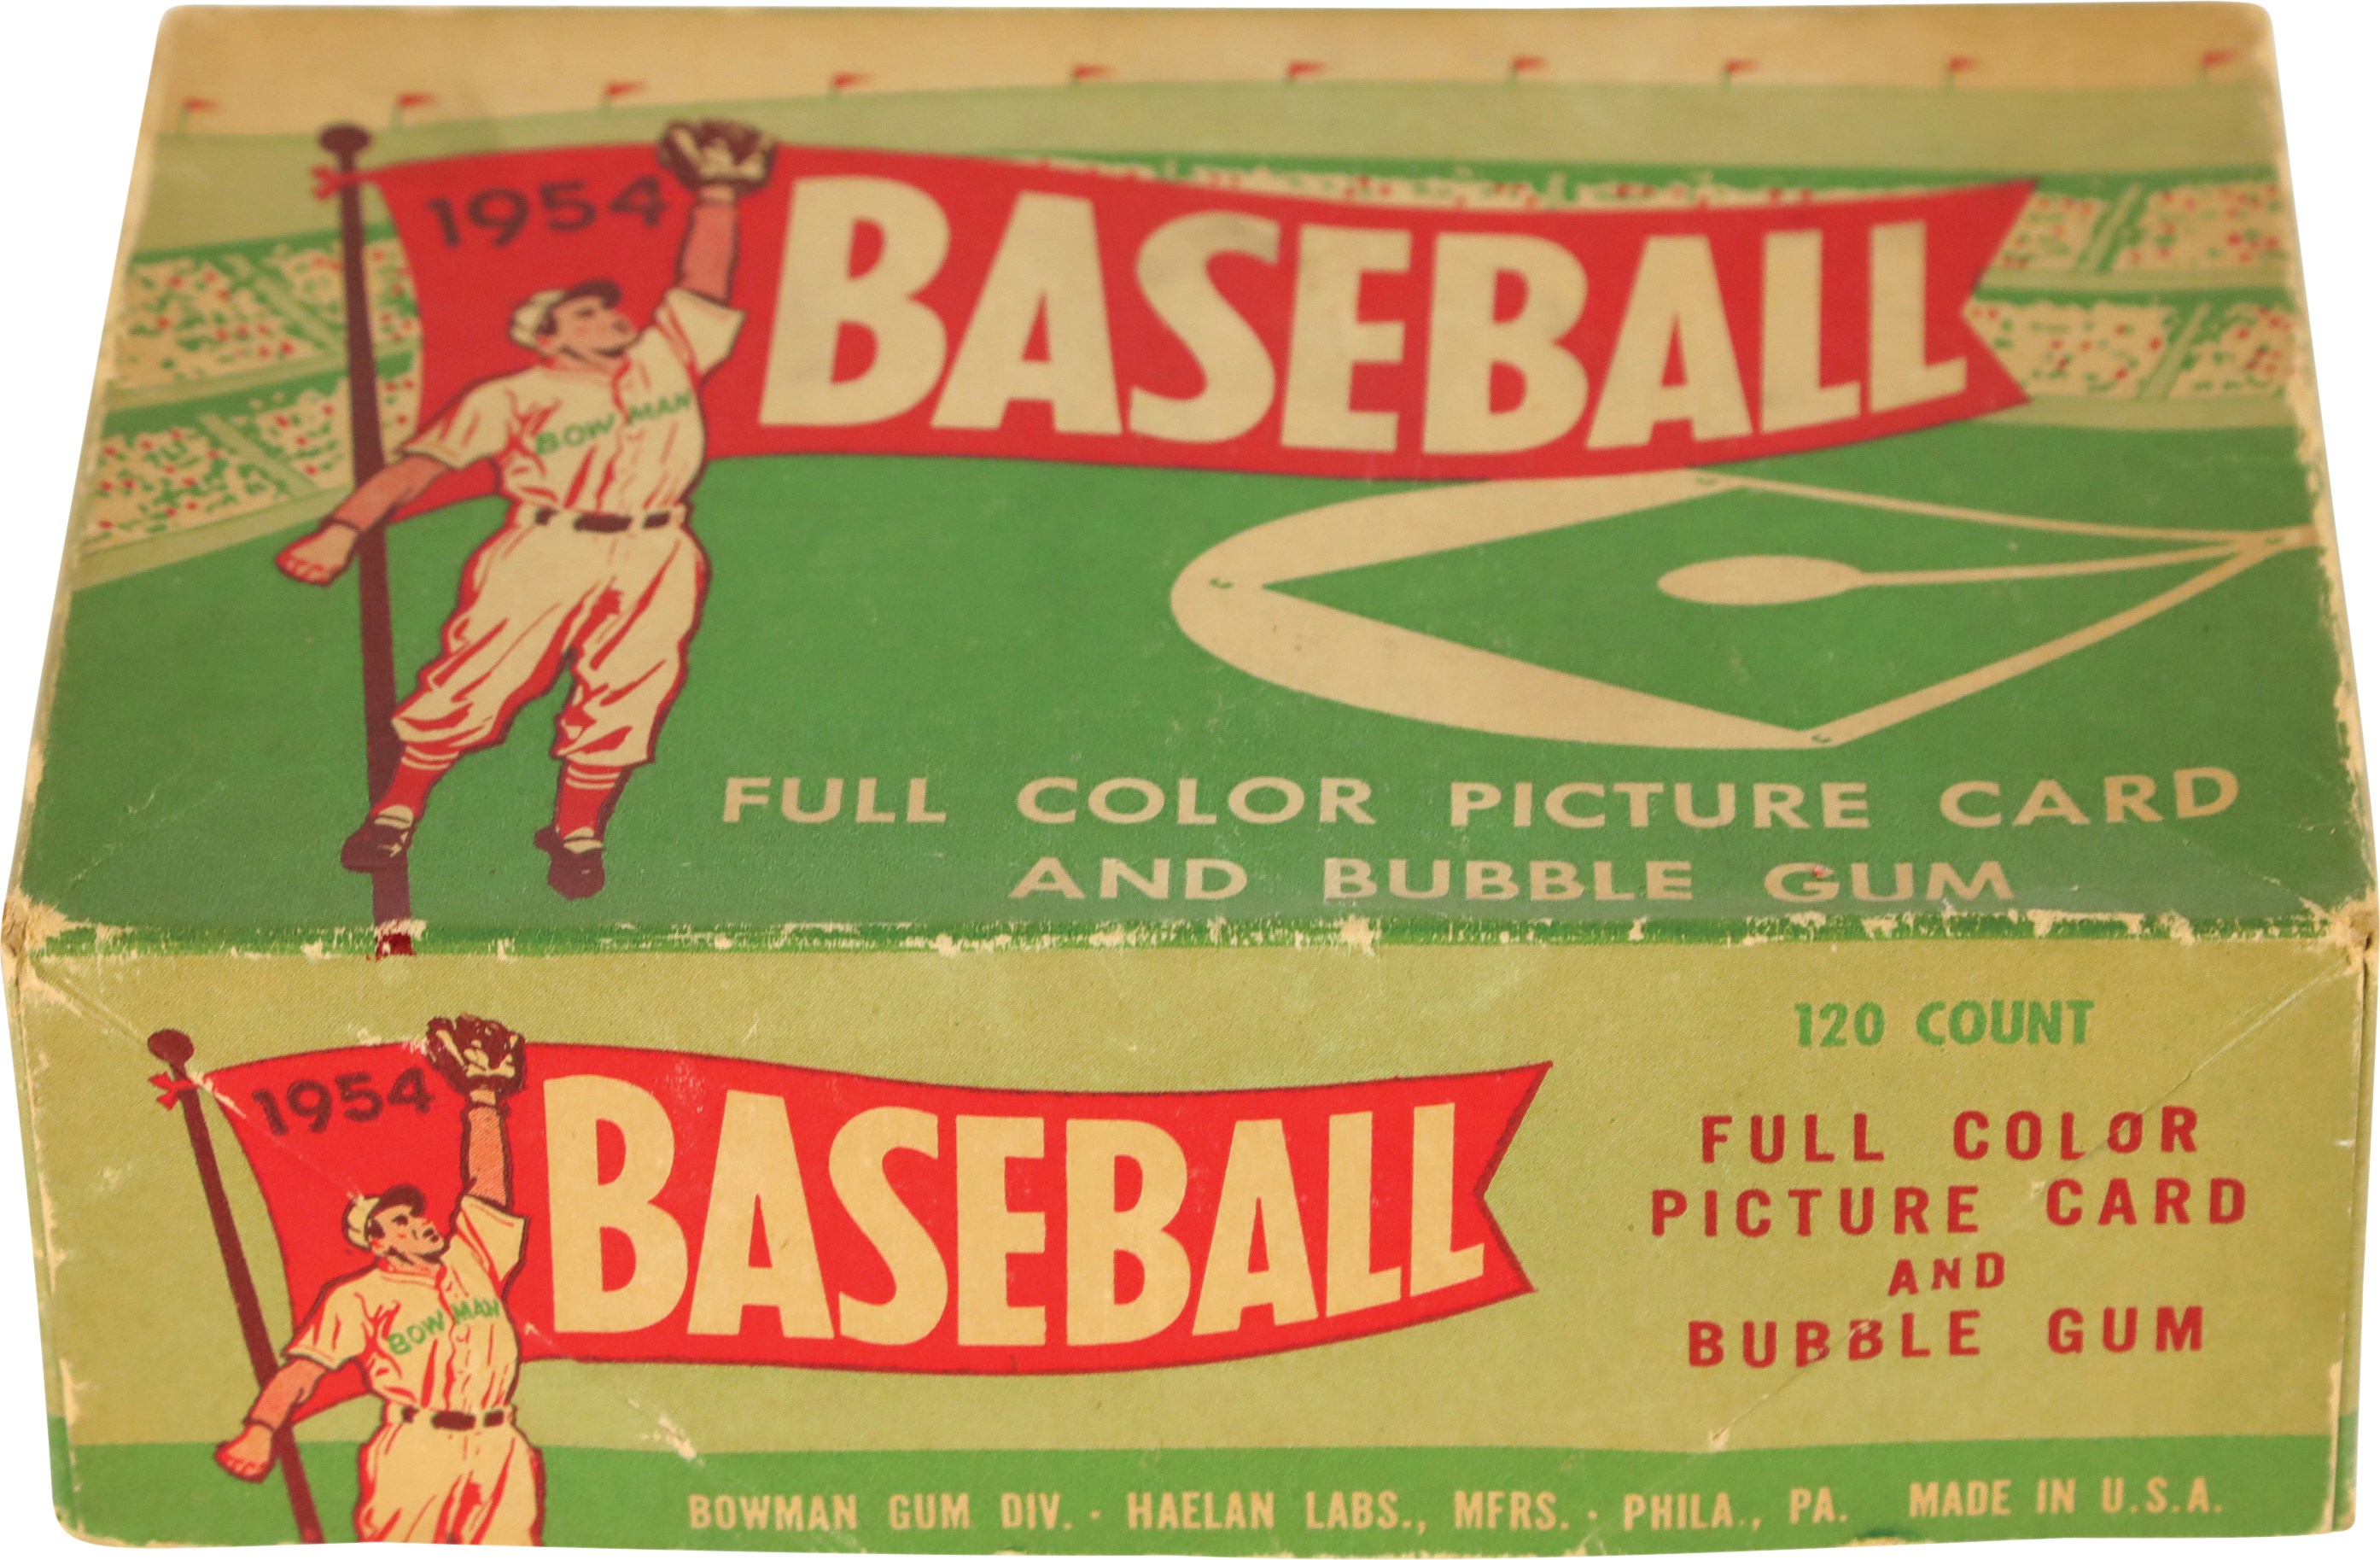 1954
BASEBALL
BOWMAN
FULL COLOR PICTURE CARD
AND BUBBLE GUM
1954
BASEBALL
BOWMAN
120 COUNT
FULL COLOR
PICTURE CARD
AND
BUBBLE GUM
BOWMAN GUM DIV. · HAELAN LABS., MFRS. · PHILA., PA. MADE IN U.S.A.